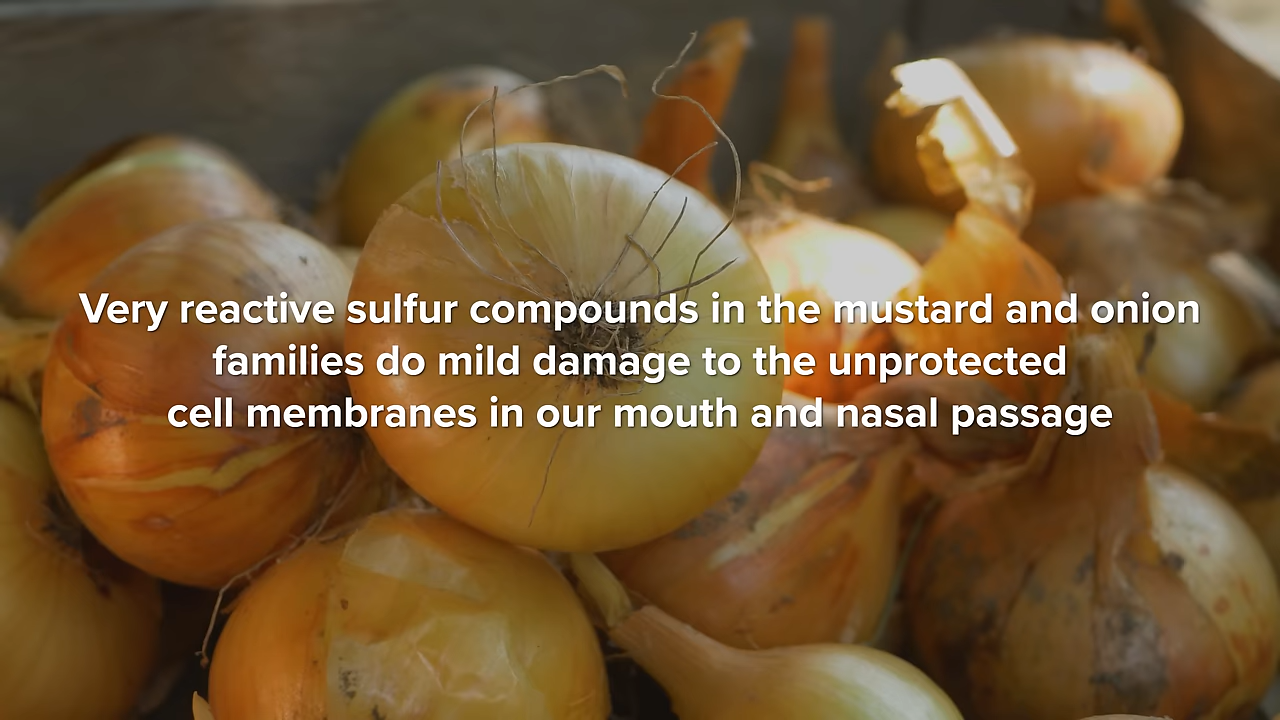 Very reactive sulfur compounds in the mustard and onion
families do mild damage to the unprotected
cell membranes in our mouth and nasal passage